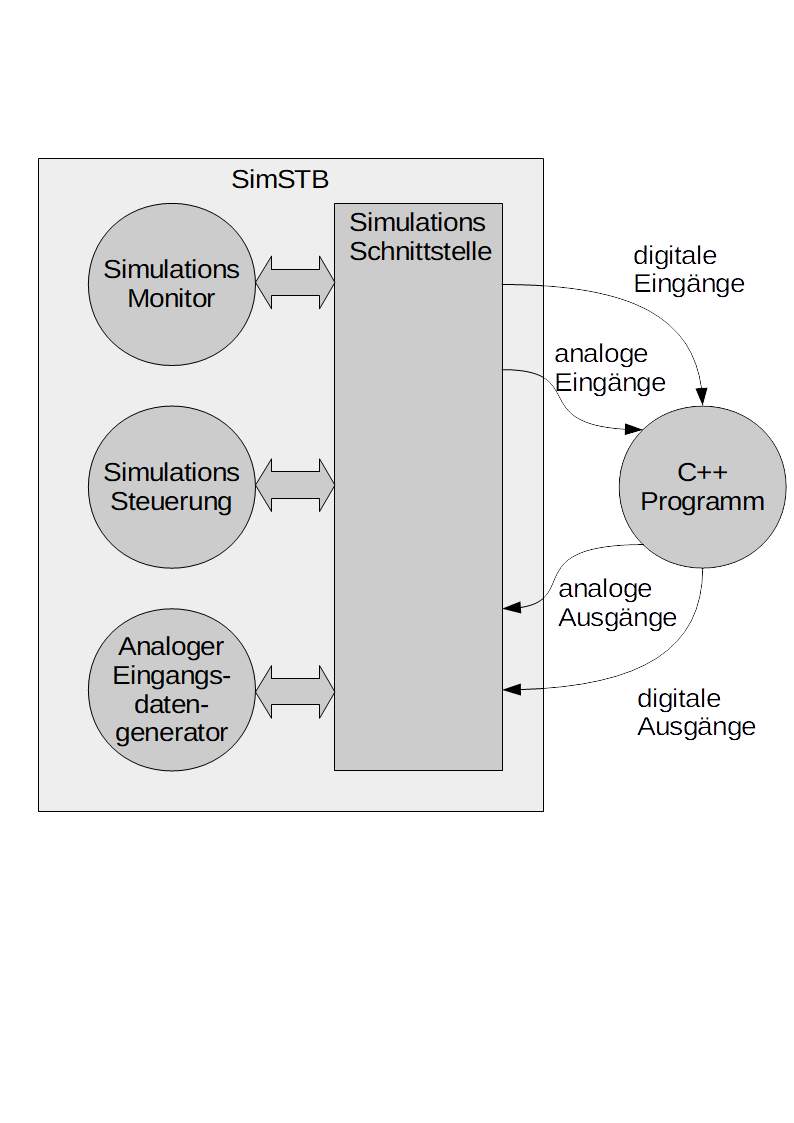 SimSTB
Simulations
Monitor
Simulations
Schnittstelle
digitale
Eingänge
analoge
Eingänge
Simulations
Steuerung
C++
Programm
Analoger
Eingangs-
daten-
generator
analoge
Ausgänge
digitale
Ausgänge